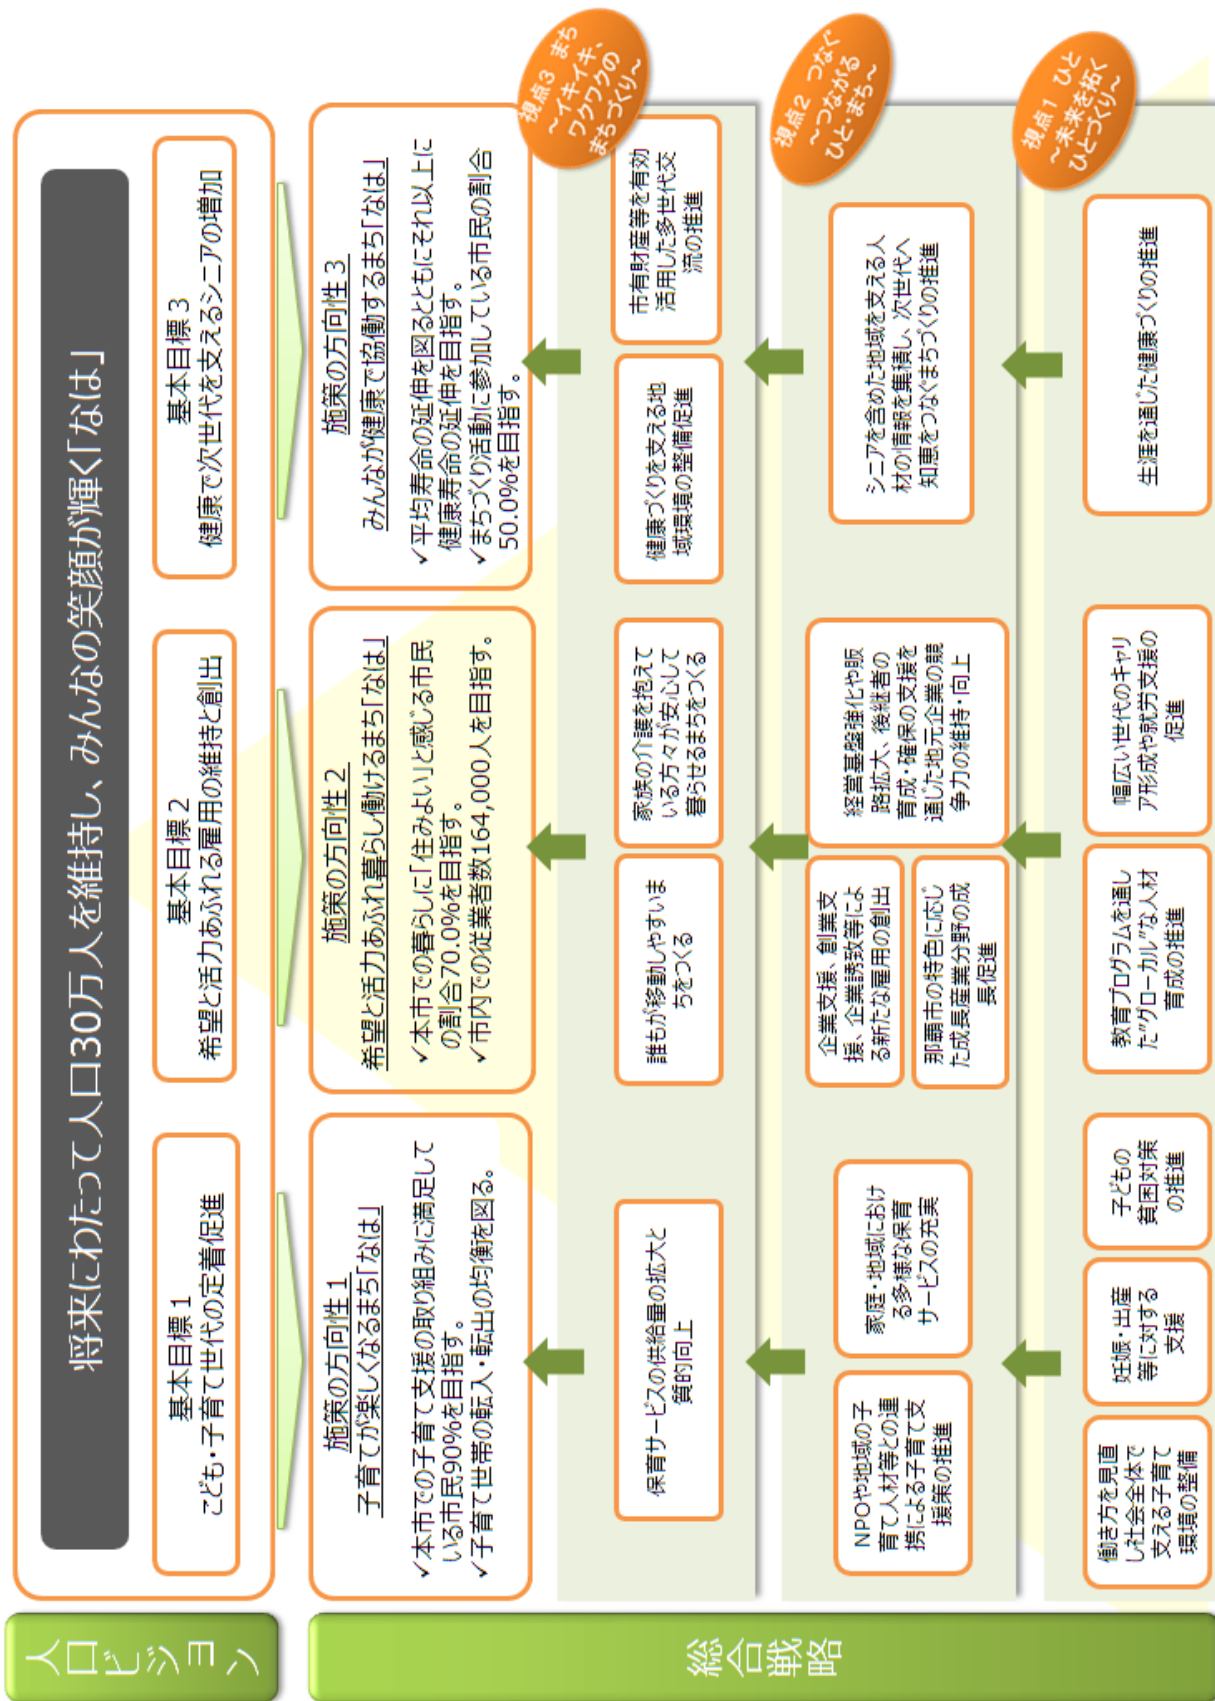 人口ビジョン
将来にわたって人口30万人を維持し、みんなの笑顔が輝く「なは」
基本目標1
こども・子育て世代の定着促進
基本目標2
希望と活力あふれる雇用の維持と創出
基本目標3
健康で次世代を支えるシニアの増加
総合戦略
施策の方向性1
子育てが楽しくなるまち「なは」
✓本市での子育て支援の取り組みに満足して
いる市民90%を目指す。
✓子育て世帯の転入・転出の均衡を図る。
施策の方向性2
希望と活力あふれ暮らし働けるまち「なは」
✓本市での暮らしに「住みよい」と感じる市民
の割合70.0%を目指す。
✓市内での従業者数164,000人を目指す。
施策の方向性3
みんなが健康で協働するまち「なは」
✓平均寿命の延伸を図るとともにそれ以上に
健康寿命の延伸を目指す。
✓まちづくり活動に参加している市民の割合
50.0%を目指す。
視点3 まち
～イキイキ、
ワクワクの
まちづくり～
保育サービスの供給量の拡大と
質的向上
誰もが移動しやすいま
ちをつくる
家族の介護を抱えて
いる方々が安心して
暮らせるまちをつくる
健康づくりを支える地
域環境の整備促進
市有財産等を有効
活用した多世代交
流の推進
視点2 つなぐ
～つながる
ひと・まち～
NPOや地域の子
育て人材等との連
携による子育て支
援策の推進
家庭・地域におけ
る多様な保育
サービスの充実
企業支援、創業支
援、企業誘致等によ
る新たな雇用の創出
那覇市の特色に応じ
た成長産業分野の成
長促進
経営基盤強化や販
路拡大、後継者の
育成・確保の支援を
通じた地元企業の競
争力の維持・向上
シニアを含めた地域を支える人
材の情報を集積し、次世代へ
知恵をつなぐまちづくりの推進
視点1 ひと
～未来を拓く
ひとづくり～
働き方を見直
し社会全体で
支える子育て
環境の整備
妊娠・出産
等に対する
支援
子どもの
貧困対策
の推進
教育プログラムを通し
た"グローカル"な人材
育成の推進
幅広い世代のキャリ
ア形成や就労支援の
促進
生涯を通じた健康づくりの推進